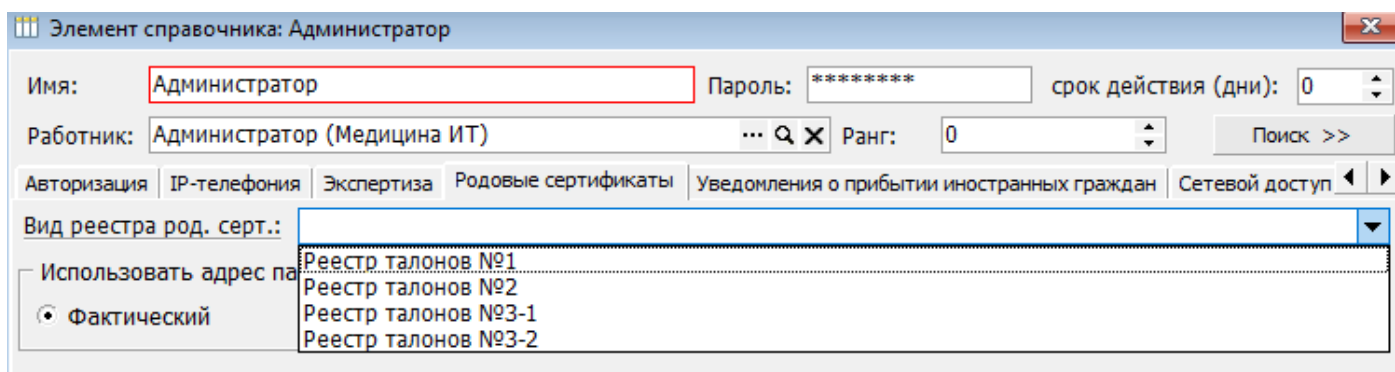 Элемент справочника: Администратор
Имя: Администратор Пароль: ******** срок действия (дни): 0
Работник: Администратор (Медицина ИТ) ... Ранг: 0 Поиск >>
Авторизация IP-телефония Экспертиза Родовые сертификаты Уведомления о прибытии иностранных граждан Сетевой доступ
Вид реестра род. серт.:
Реестр талонов №1
Использовать адрес па
Реестр талонов №2
Фактический
Реестр талонов №3-1
Реестр талонов №3-2